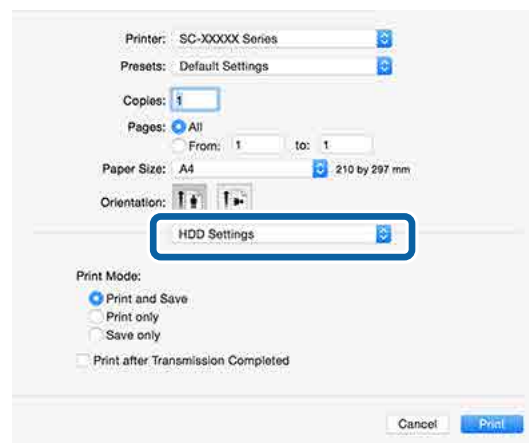 Printer: SC-XXXXX Series
Presets: Default Settings
Copies: 1
Pages: All
From: 1 to: 1
Paper Size: A4 210 by 297 mm
Orientation:
HDD Settings
Print Mode:
Print and Save
Print only
Save only
Print after Transmission Completed
Cancel Print